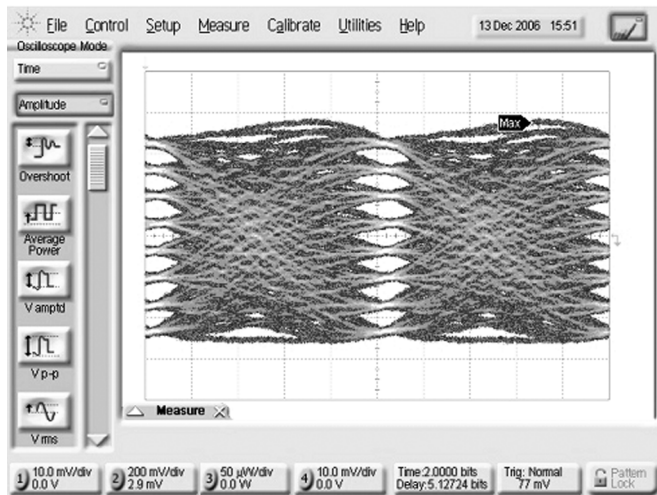 File Control Setup Measure Calibrate Utilities Help 13 Dec 2006 15:51
Oscilloscope Mode
Time
Amplitude
Overshoot
Average
Power
V amptd
V p-p
V rms
Max
Measure
1 10.0 mV/div
0.0 V
2 200 mV/div
2.9 mV
3 50 µW/div
0.0 W
4 10.0 mV/div
0.0 V
Time:2.0000 bits
Delay:5.12724 bits
Trig: Normal
77 mV
Pattern
Lock